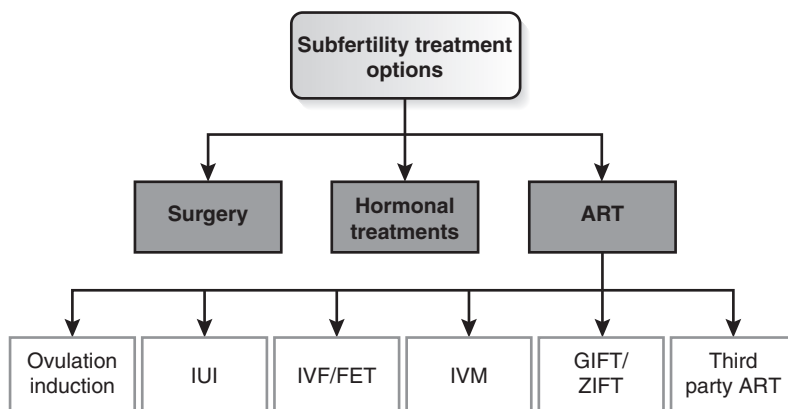 Subfertility treatment
options
Surgery
Hormonal
treatments
ART
Ovulation
induction
IUI
IVF/FET
IVM
GIFT/
ZIFT
Third
party ART